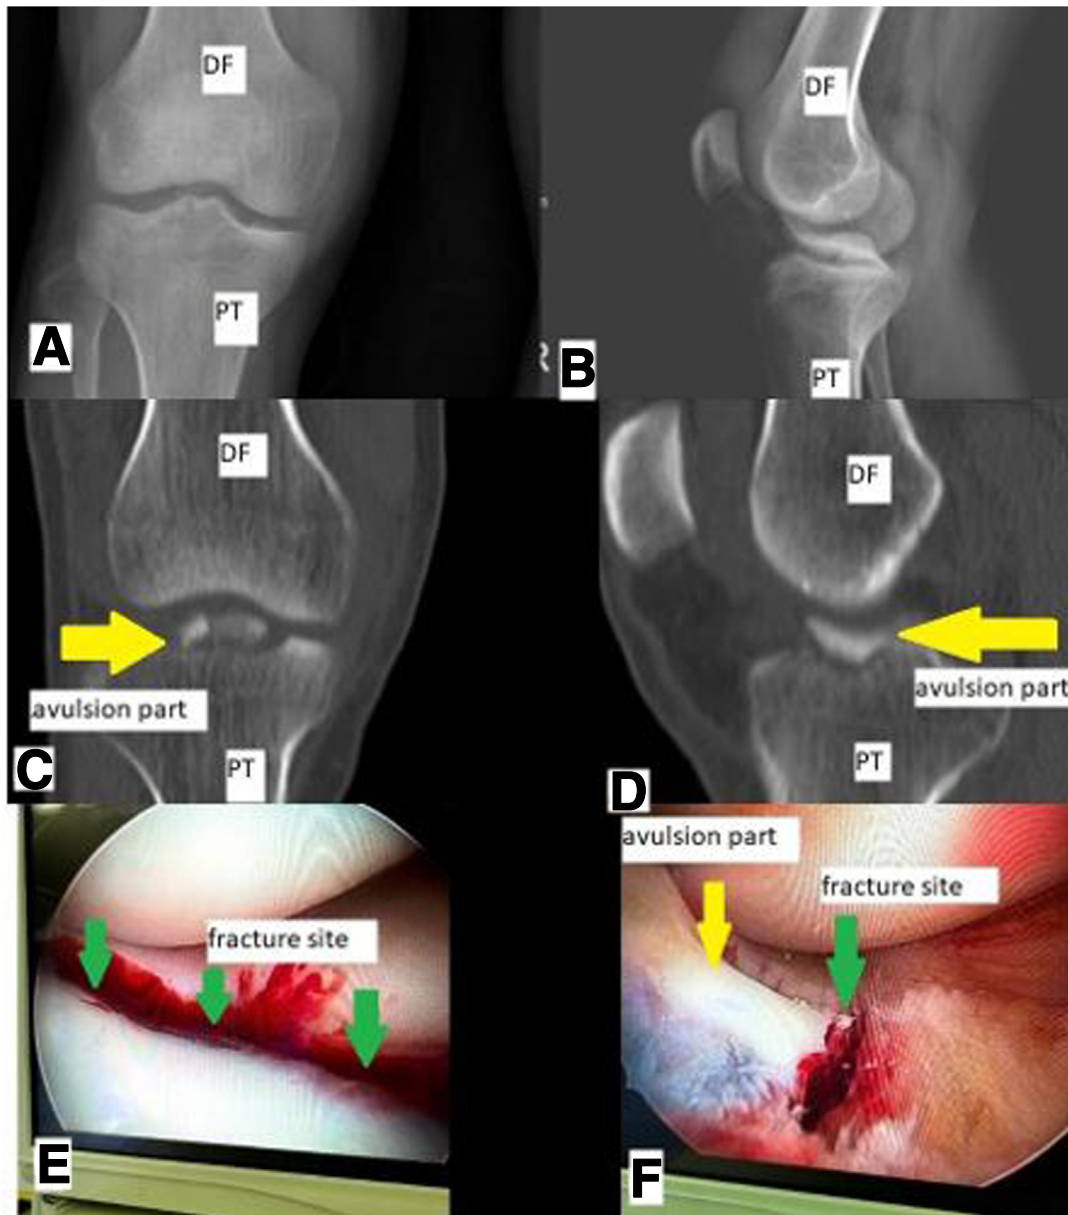 DF
DF
PT
A
R
B
PT
DF
DF
avulsion part
avulsion part
PT
PT
C
D
avulsion part
fracture site
fracture site
E
F